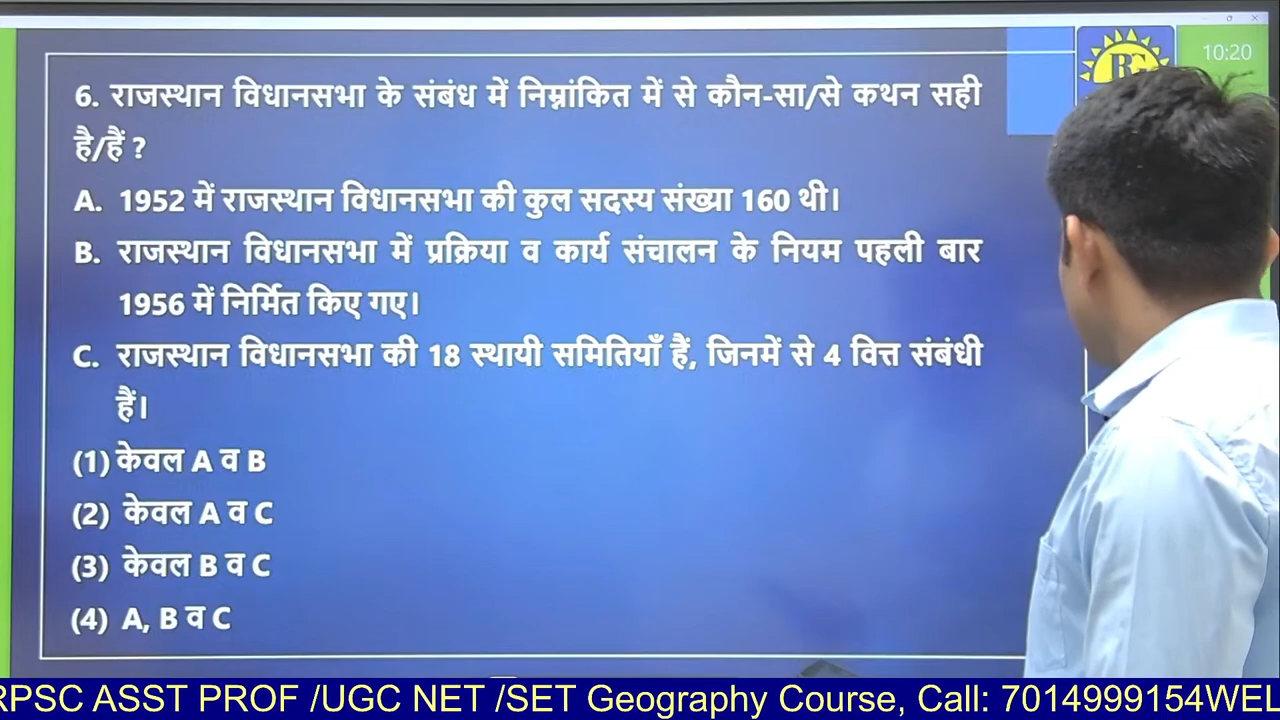 10:20
6. राजस्थान विधानसभा के संबंध में निम्नांकित में से कौन-सा/से कथन सही
है/हैं ?
A. 1952 में राजस्थान विधानसभा की कुल सदस्य संख्या 160 थी।
B. राजस्थान विधानसभा में प्रक्रिया व कार्य संचालन के नियम पहली बार
1956 में निर्मित किए गए।
C. राजस्थान विधानसभा की 18 स्थायी समितियाँ हैं, जिनमें से 4 वित्त संबंधी
हैं।
(1) केवल A व B
(2) केवल A व C
(3) केवल B व C
(4) A, B व C
RPSC ASST PROF /UGC NET /SET Geography Course, Call: 7014999154WEL